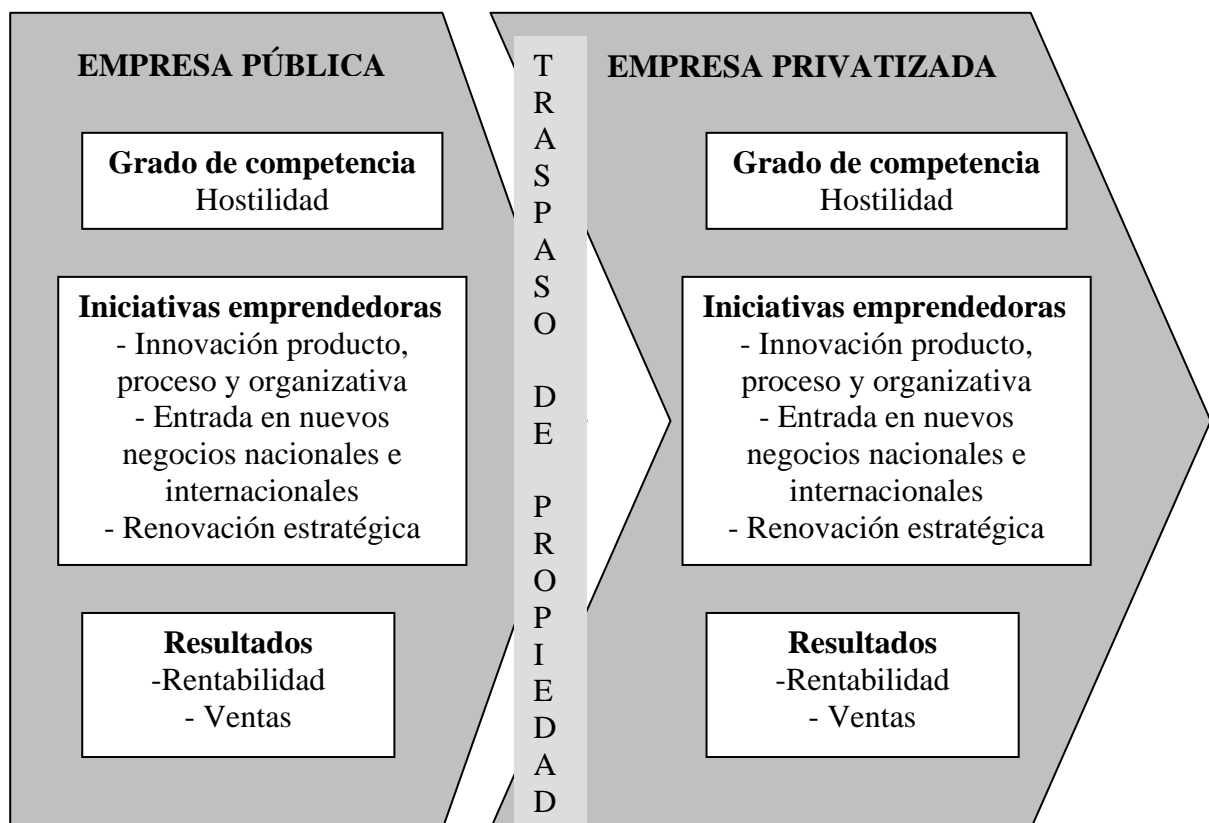 EMPRESA PÚBLICA
Grado de competencia
Hostilidad
Iniciativas emprendedoras
- Innovación producto,
proceso y organizativa
- Entrada en nuevos
negocios nacionales e
internacionales
- Renovación estratégica
Resultados
-Rentabilidad
- Ventas
TRASPASO DE PROPIEDAD
EMPRESA PRIVATIZADA
Grado de competencia
Hostilidad
Iniciativas emprendedoras
- Innovación producto,
proceso y organizativa
- Entrada en nuevos
negocios nacionales e
internacionales
- Renovación estratégica
Resultados
-Rentabilidad
- Ventas